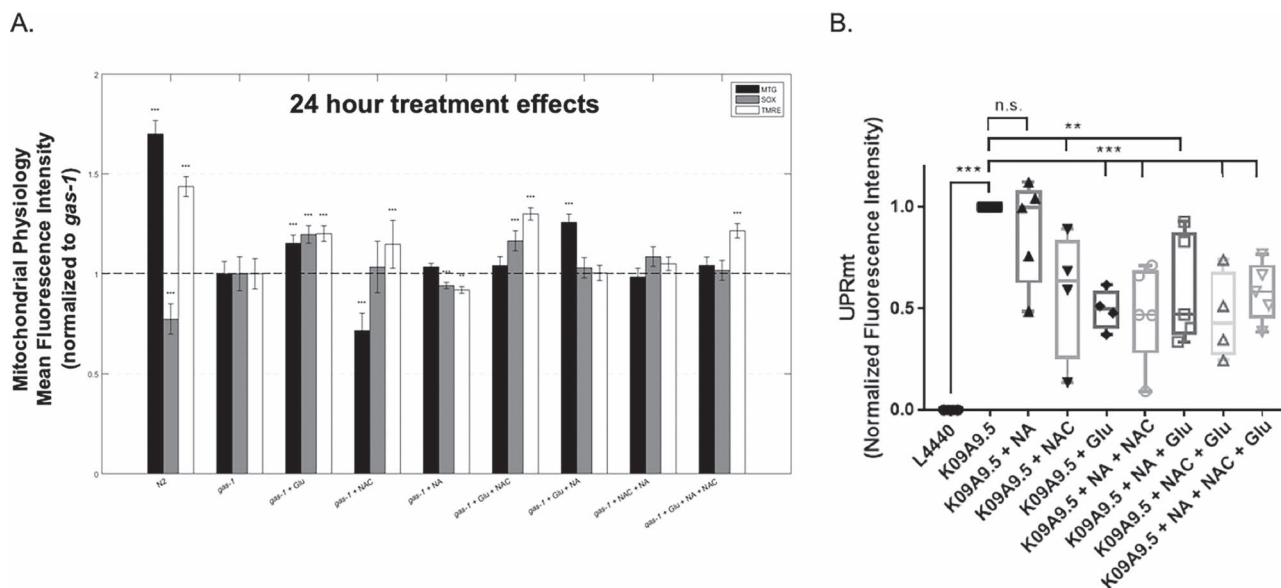 A.
B.
Mitochondrial Physiology
Mean Fluorescence Intensity
(normalized to gas-1)
2
1.5
1
0.5
0
24 hour treatment effects
MTG
SOX
TMRE
***
***
***
***
***
***
***
***
***
***
***
**
***
***
N2
gas-1
gas-1 + Glu
gas-1 + NAC
gas-1 + NA
gas-1 + Glu + NAC
gas-1 + Glu + NA
gas-1 + NAC + NA
gas-1 + Glu + NA + NAC
UPRmt
(Normalized Fluorescence Intensity)
n.s.
**
***
***
1.0
0.5
0.0
L4440
K09A9.5
K09A9.5 + NA
K09A9.5 + NAC
K09A9.5 + Glu
K09A9.5 + NA + NAC
K09A9.5 + NA + Glu
K09A9.5 + NAC + Glu
K09A9.5 + NA + NAC + Glu